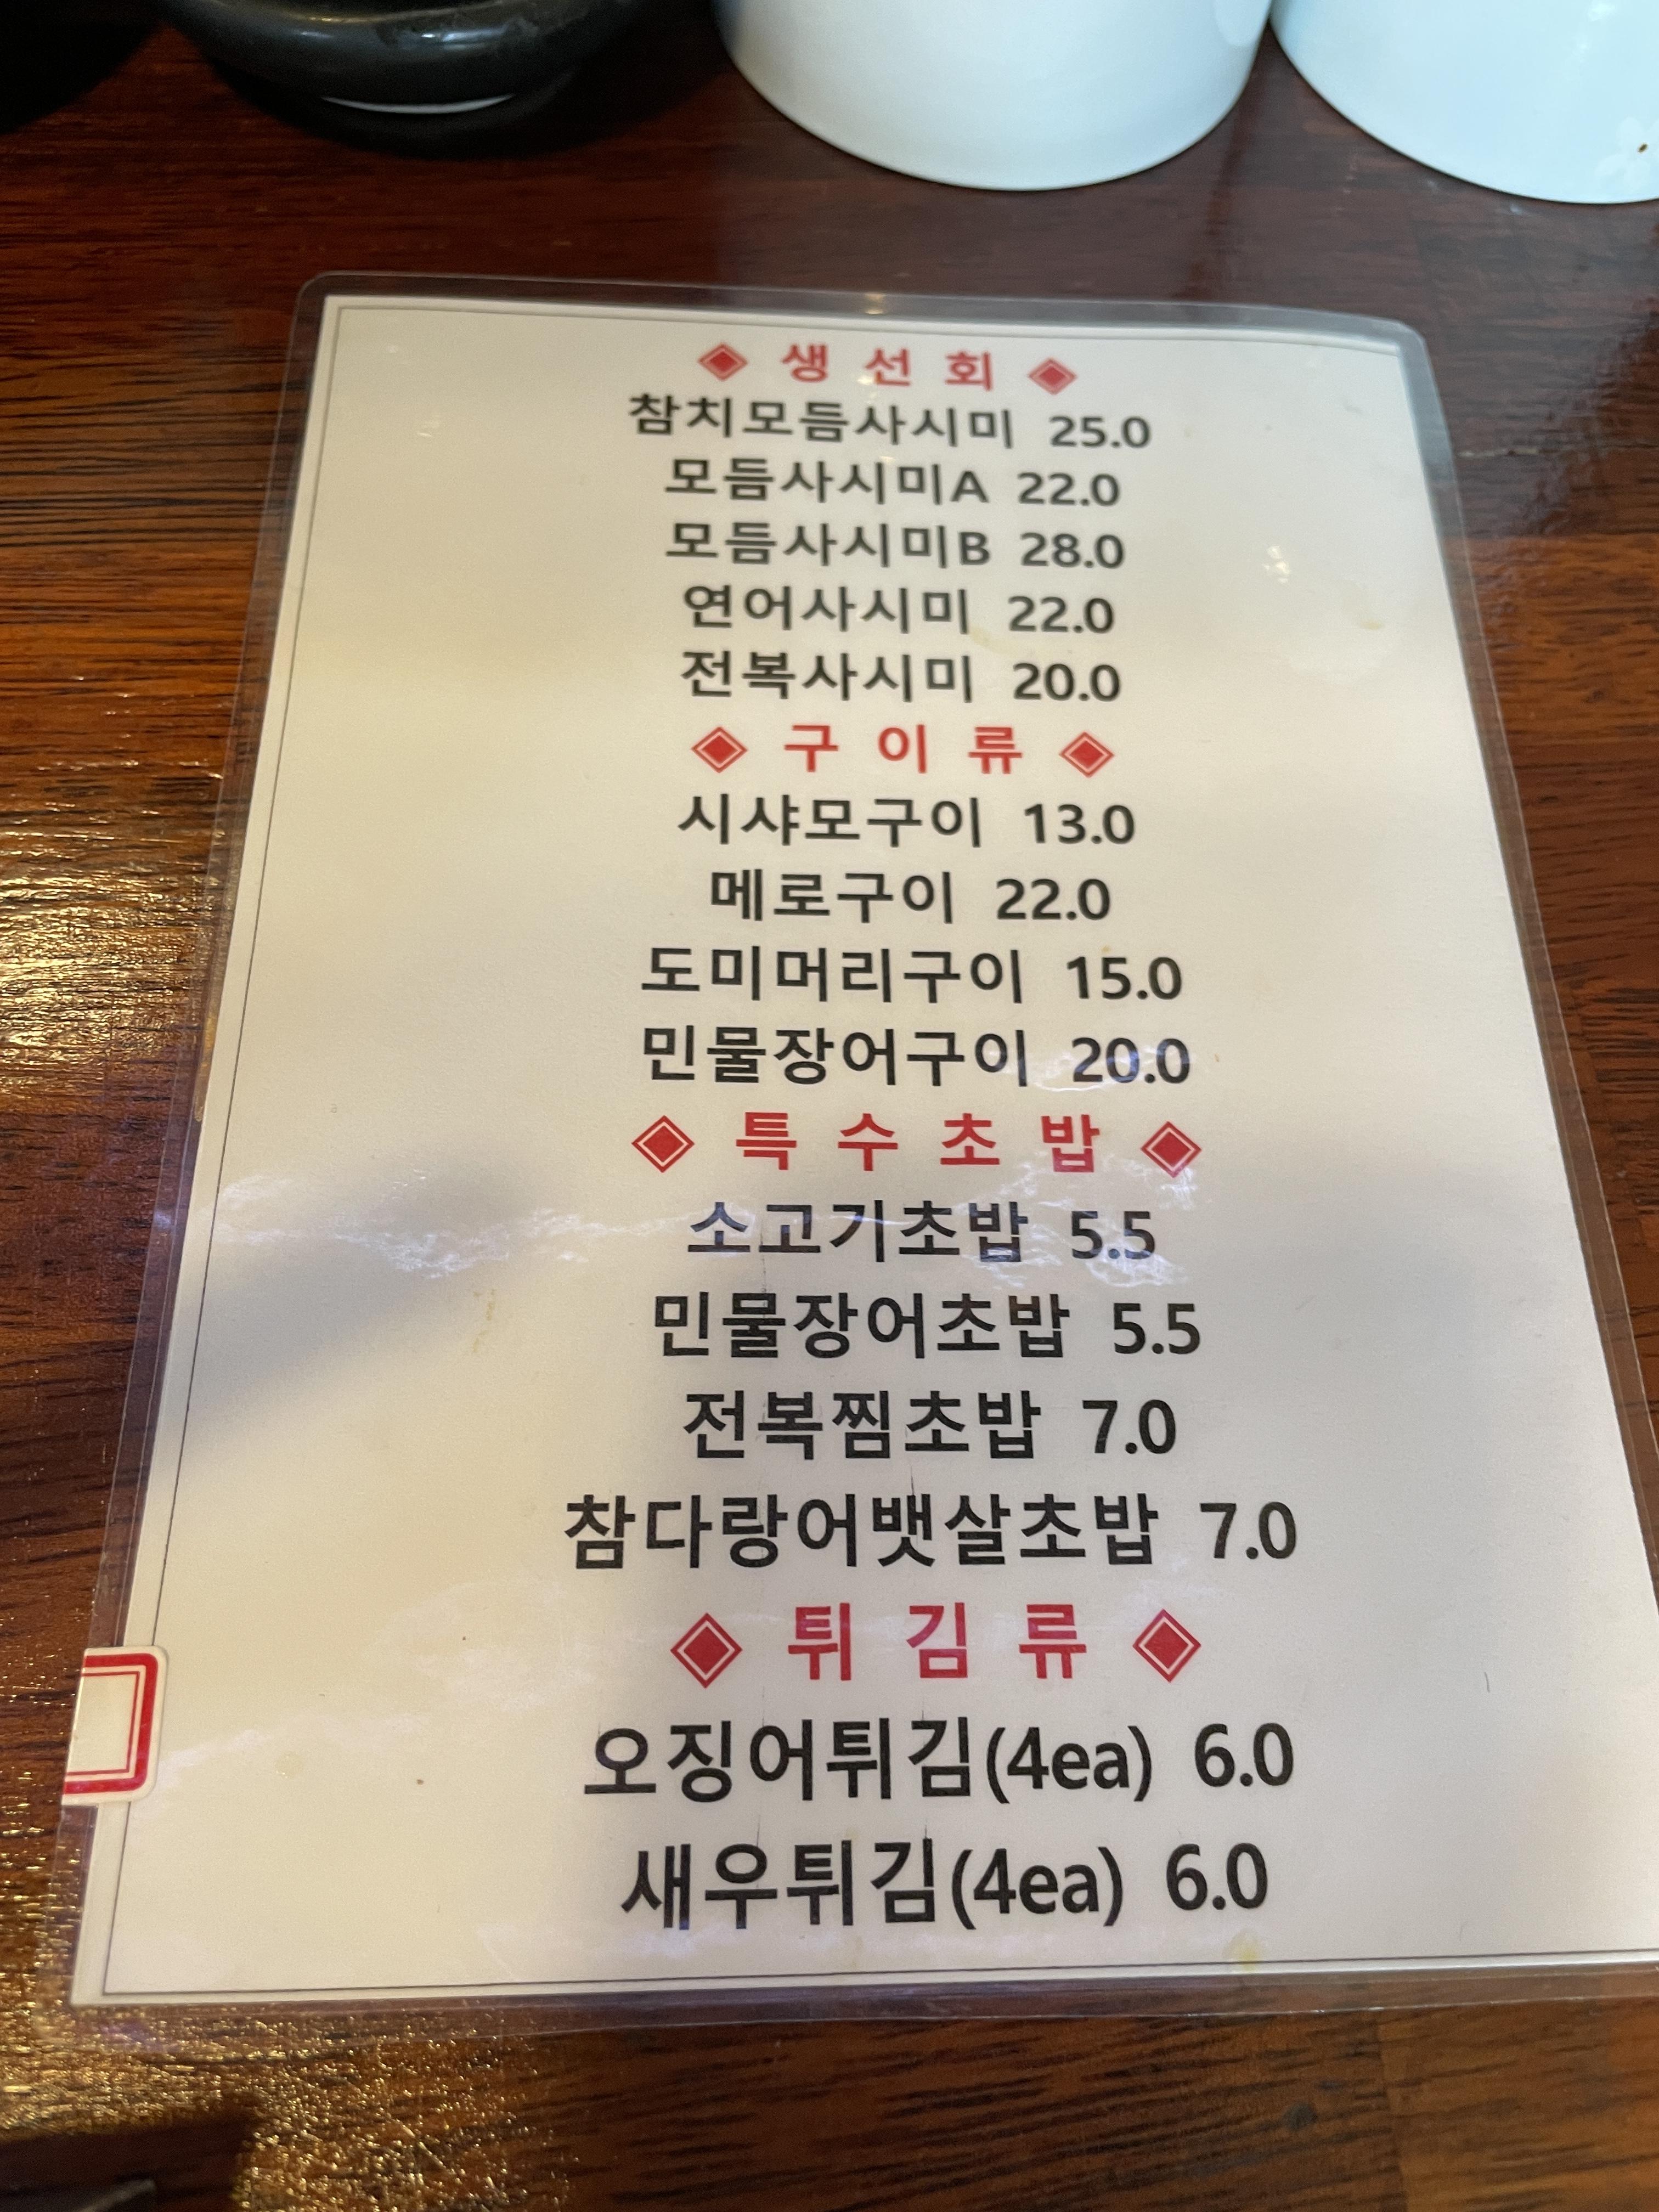 ◈ 생 선 회 ◈
참치모듬사시미 25.0
모듬사시미A 22.0
모듬사시미B 28.0
연어사시미 22.0
전복사시미 20.0
◈ 구 이 류 ◈
시샤모구이 13.0
메로구이 22.0
도미머리구이 15.0
민물장어구이 20.0
◈ 특 수 초 밥 ◈
소고기초밥 5.5
민물장어초밥 5.5
전복찜초밥 7.0
참다랑어뱃살초밥 7.0
◈ 튀 김 류 ◈
오징어튀김(4ea) 6.0
새우튀김(4ea) 6.0